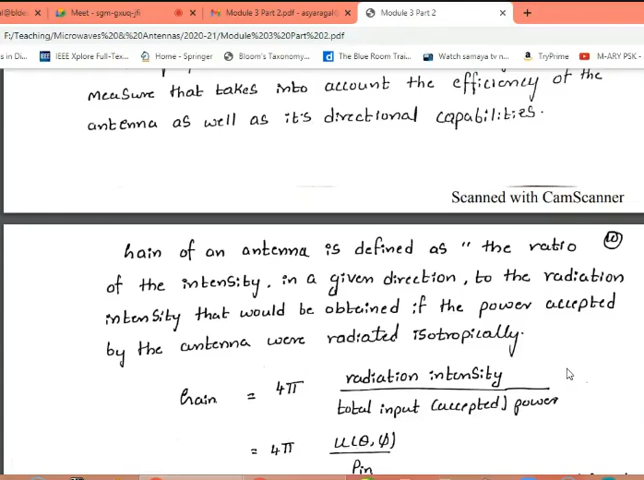 al@blde
Meet - sgm-gxuq-jfi
Module 3 Part 2.pdf - asyaragal
Module 3 Part 2
F:/Teaching/Microwaves%20&%20Antennas/2020-21/Module%203%20Part%202.pdf
s in Di...
IEEE Xplore Full-Tex...
Home - Springer
Bloom's Taxonomy...
The Blue Room Trai...
Watch samaya tv n...
TryPrime
M-ARY PSK - Y
measure that takes into account the efficiency of the
antenna as well as it's directional capabilities.
Scanned with CamScanner
Gain of an antenna is defined as " the ratio
10
of the intensity, in a given direction, to the radiation
intensity that would be obtained if the power accepted
by the antenna were radiated isotropically.
Gain = 4π radiation intensity
total input (accepted) power
= 4π U(θ, φ)
Pin